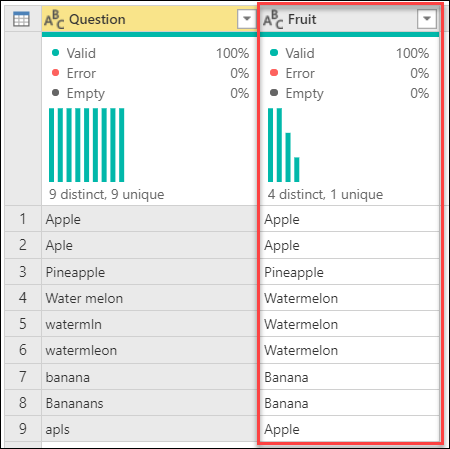 ABC Question ABC Fruit
Valid 100% Valid 100%
Error 0% Error 0%
Empty 0% Empty 0%
9 distinct, 9 unique 4 distinct, 1 unique
1 Apple Apple
2 Aple Apple
3 Pineapple Pineapple
4 Water melon Watermelon
5 watermln Watermelon
6 watermleon Watermelon
7 banana Banana
8 Bananans Banana
9 apls Apple